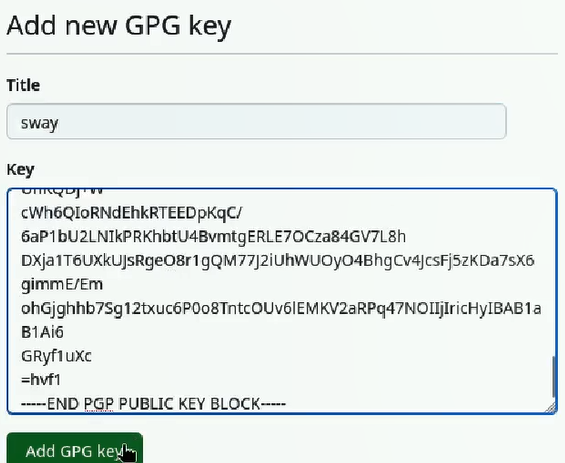 Add new GPG key
Title
sway
Key
cWh6QIoRNdEhkRTEEDpKqC/
6aP1bU2LNIkPRKhbtU4BvmtgERLE7OCza84GV7L8h
DXja1T6UXkUJsRgeO8r1gQM77J2iUhWUOyO4BhgCv4JcsFj5zKDa7sX6
gimmE/Em
ohGjghhb7Sg12txuc6P0o8TntcOUv6lEMKV2aRPq47NOIIjIricHyIBAB1a
B1Ai6
GRyf1uXc
=hvf1
-----END PGP PUBLIC KEY BLOCK-----
Add GPG key